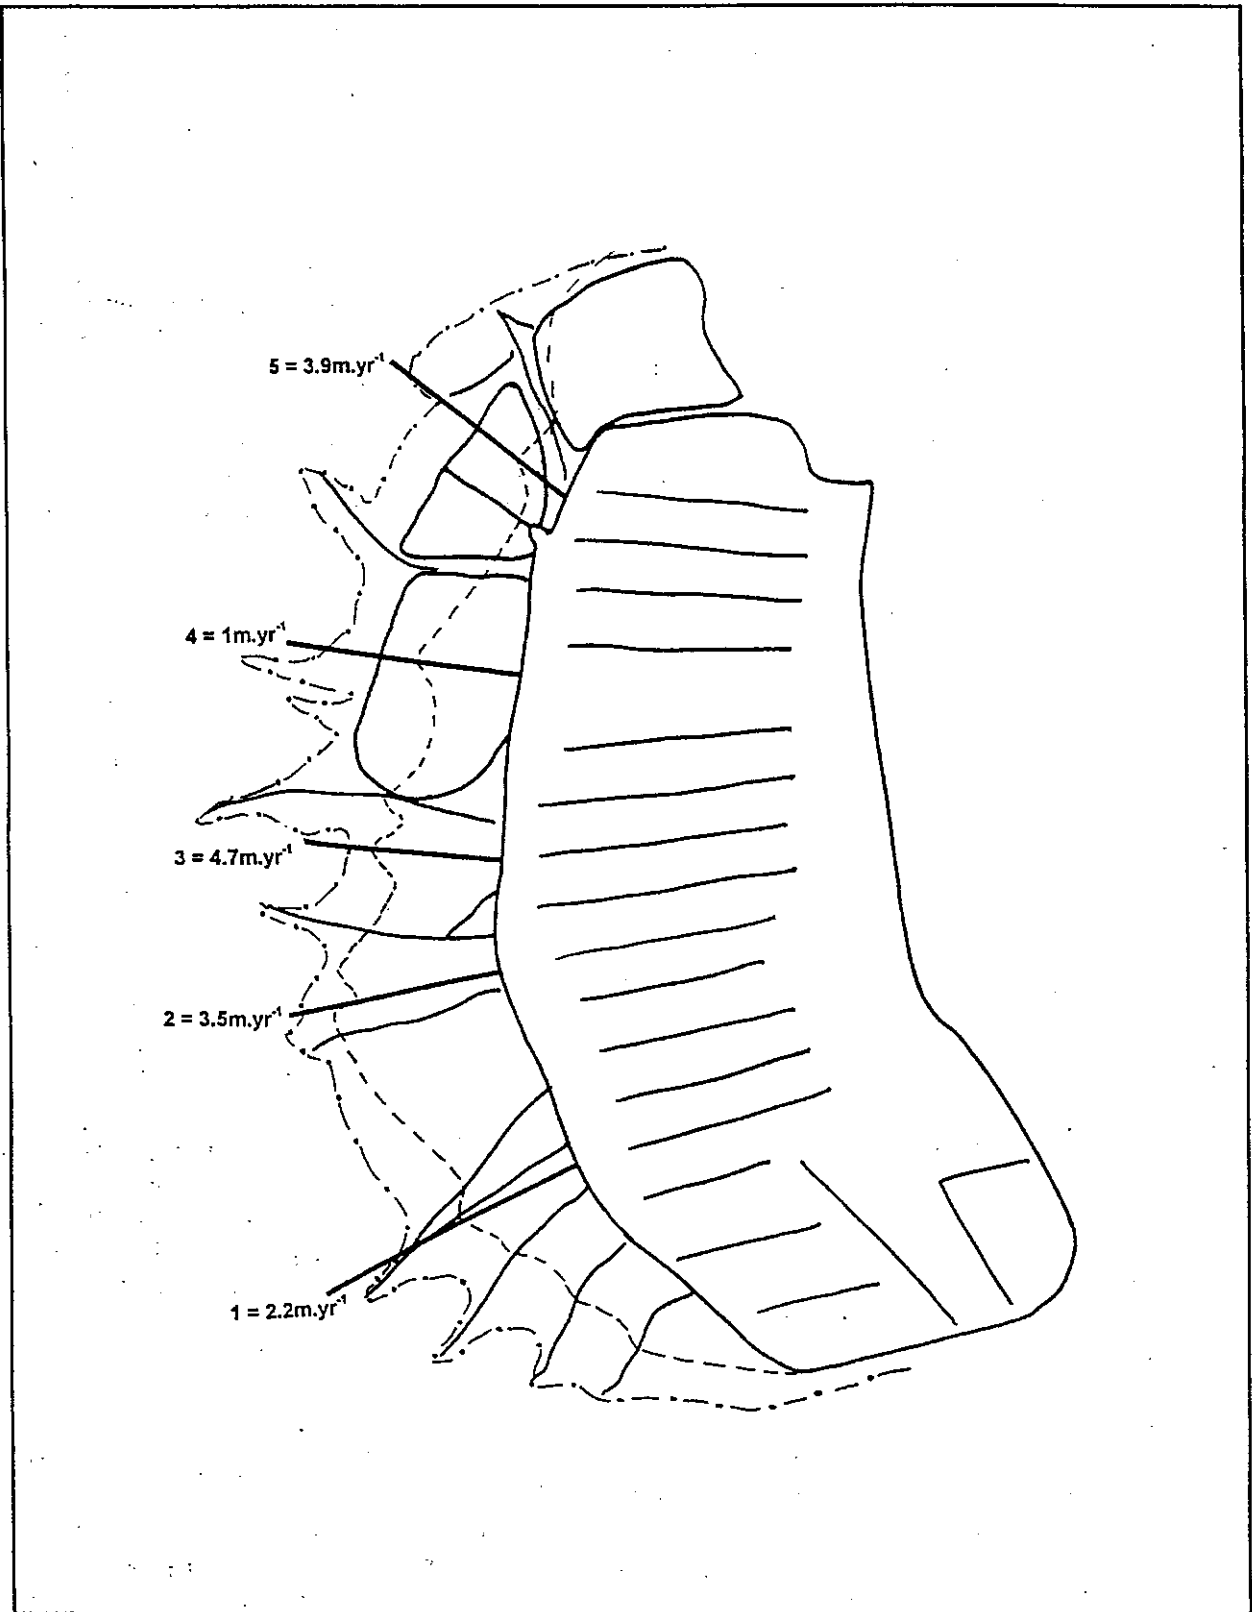 5 = 3.9m.yr⁻¹
4 = 1m.yr⁻¹
3 = 4.7m.yr⁻¹
2 = 3.5m.yr⁻¹
1 = 2.2m.yr⁻¹